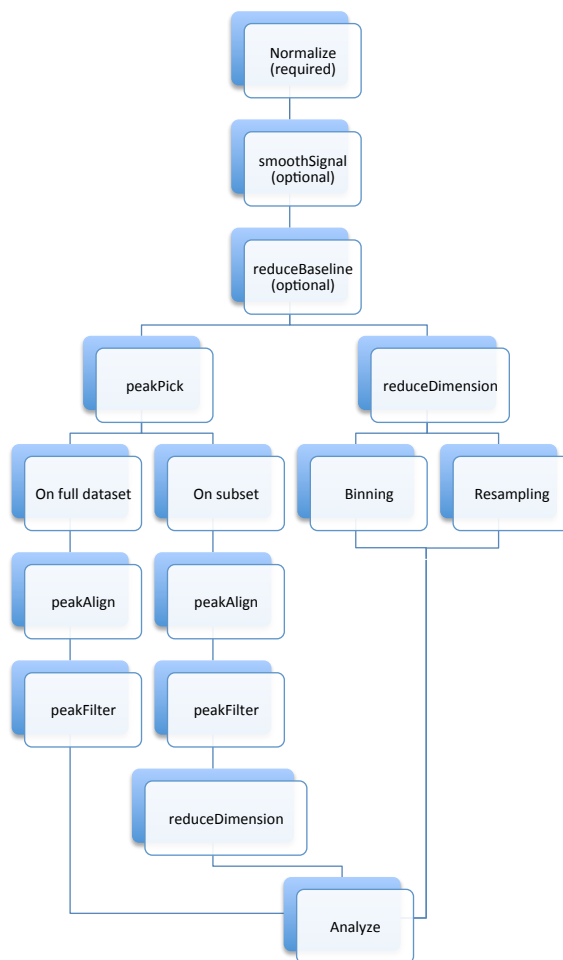 Normalize
(required)
smoothSignal
(optional)
reduceBaseline
(optional)
peakPick
reduceDimension
On full dataset
On subset
Binning
Resampling
peakAlign
peakAlign
peakFilter
peakFilter
reduceDimension
Analyze